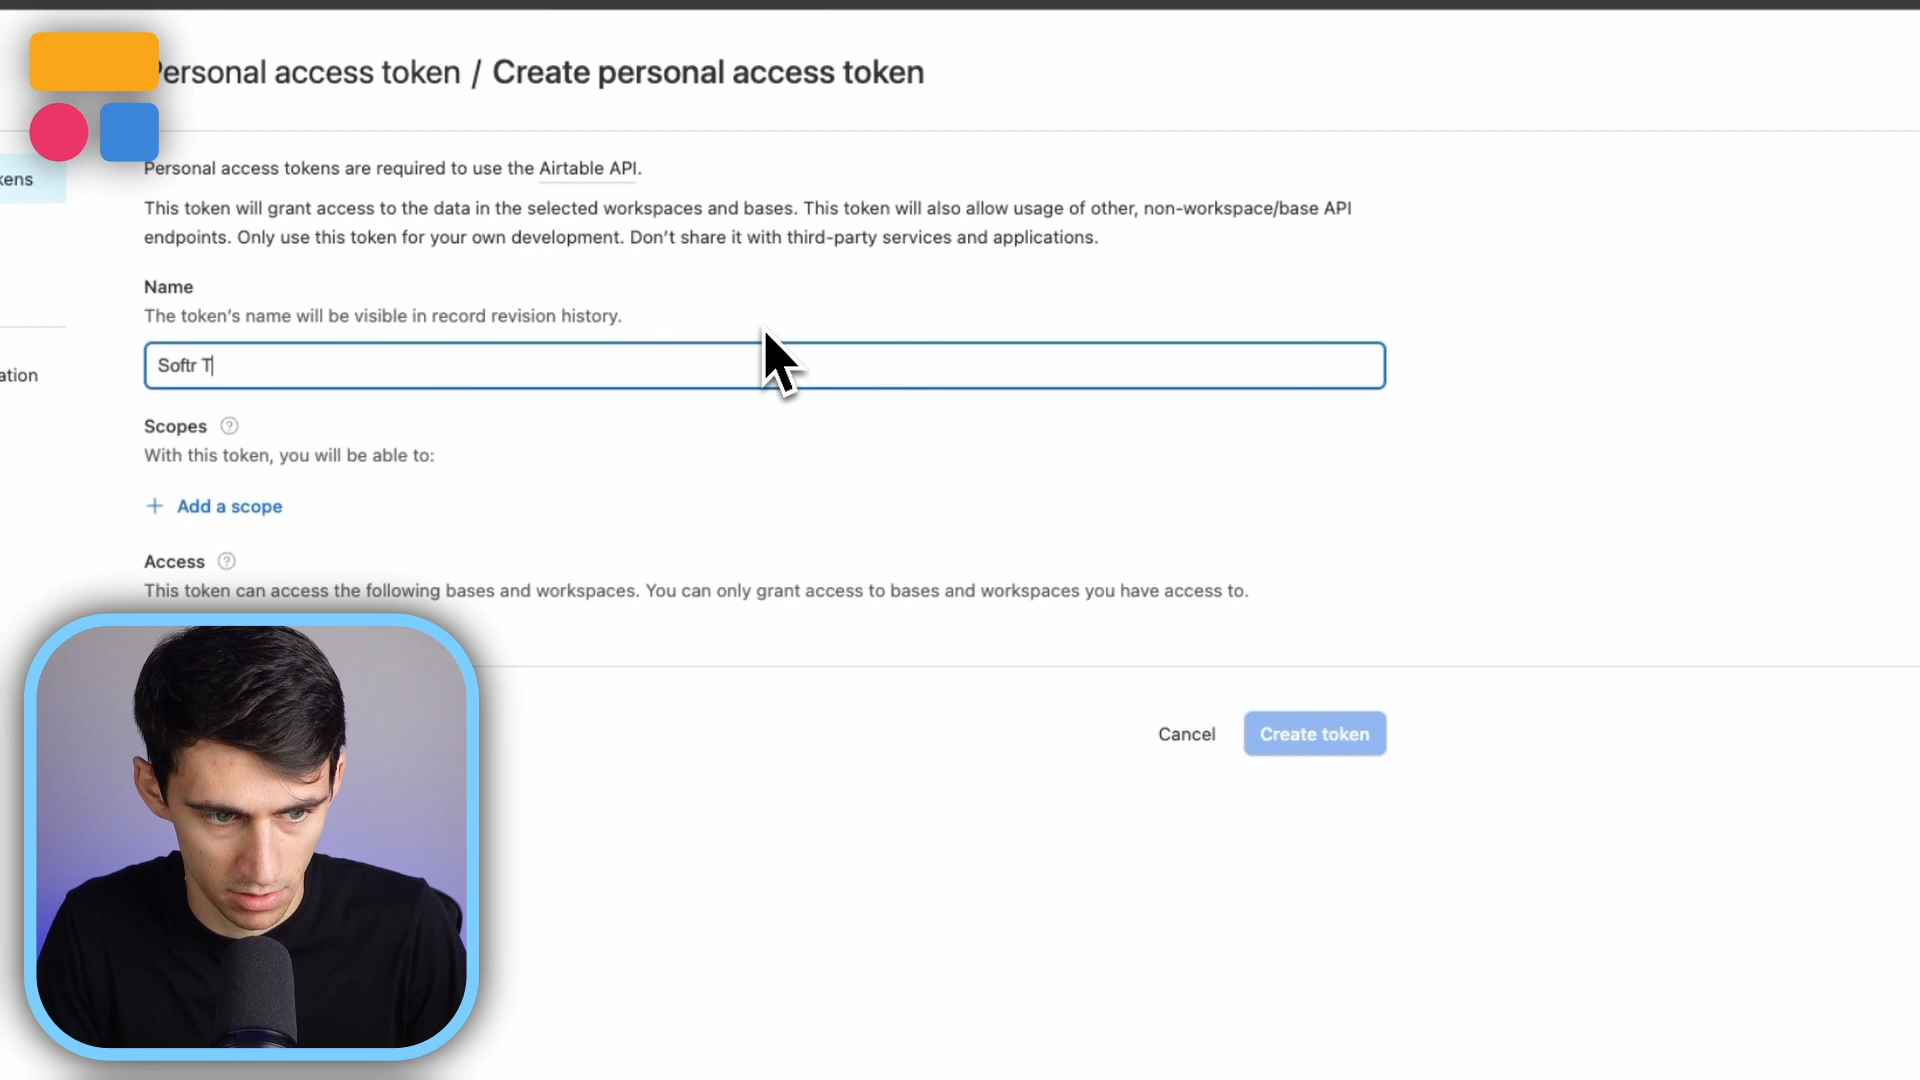 Personal access token / Create personal access token
Personal access tokens are required to use the Airtable API.
kens
This token will grant access to the data in the selected workspaces and bases. This token will also allow usage of other, non-workspace/base API
endpoints. Only use this token for your own development. Don't share it with third-party services and applications.
Name
The token's name will be visible in record revision history.
Softr T
ation
Scopes ?
With this token, you will be able to:
+ Add a scope
Access ?
This token can access the following bases and workspaces. You can only grant access to bases and workspaces you have access to.
Cancel
Create token